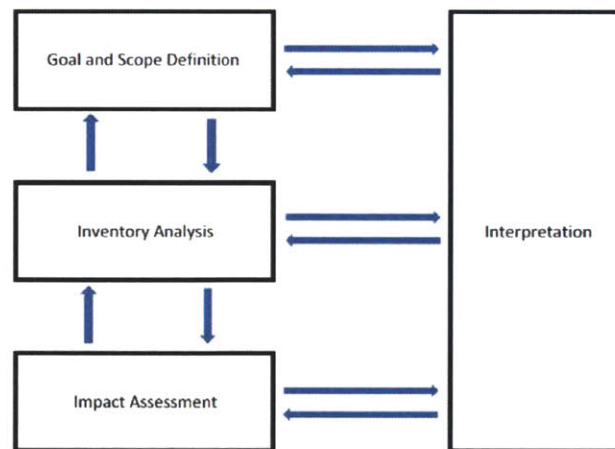 Goal and Scope Definition
Inventory Analysis
Interpretation
Impact Assessment